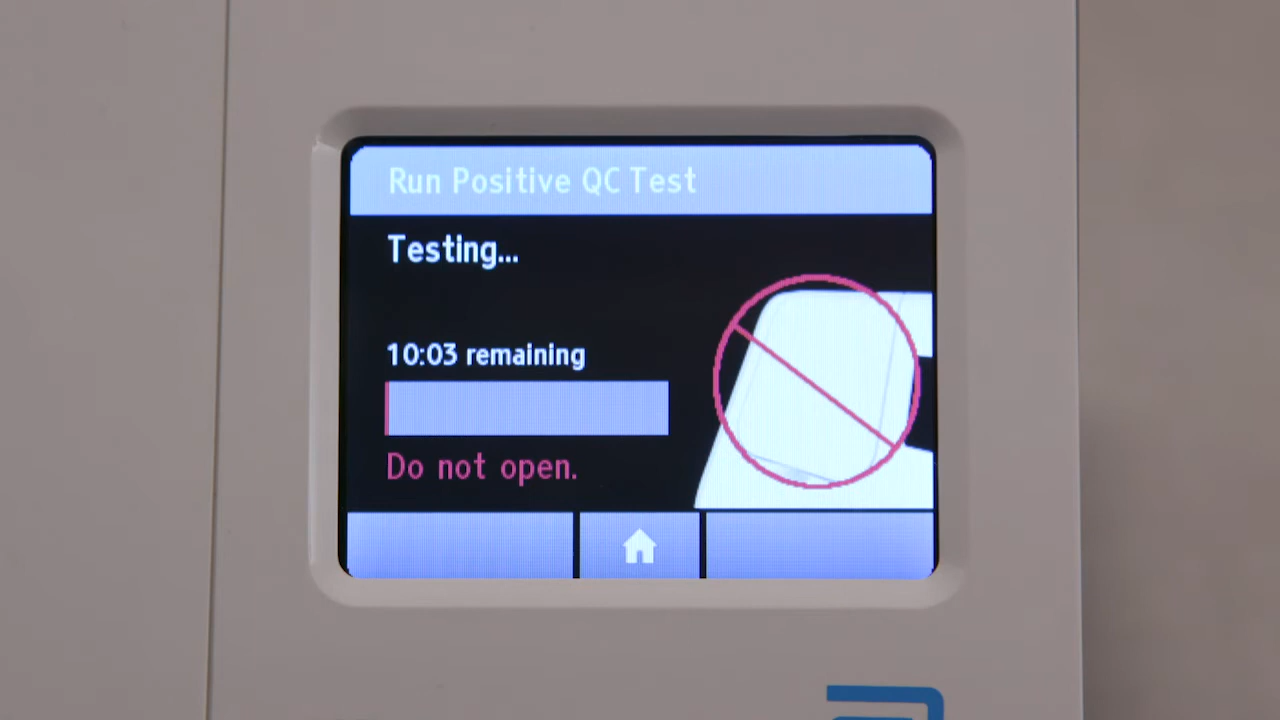 Run Positive QC Test
Testing...
10:03 remaining
Do not open.